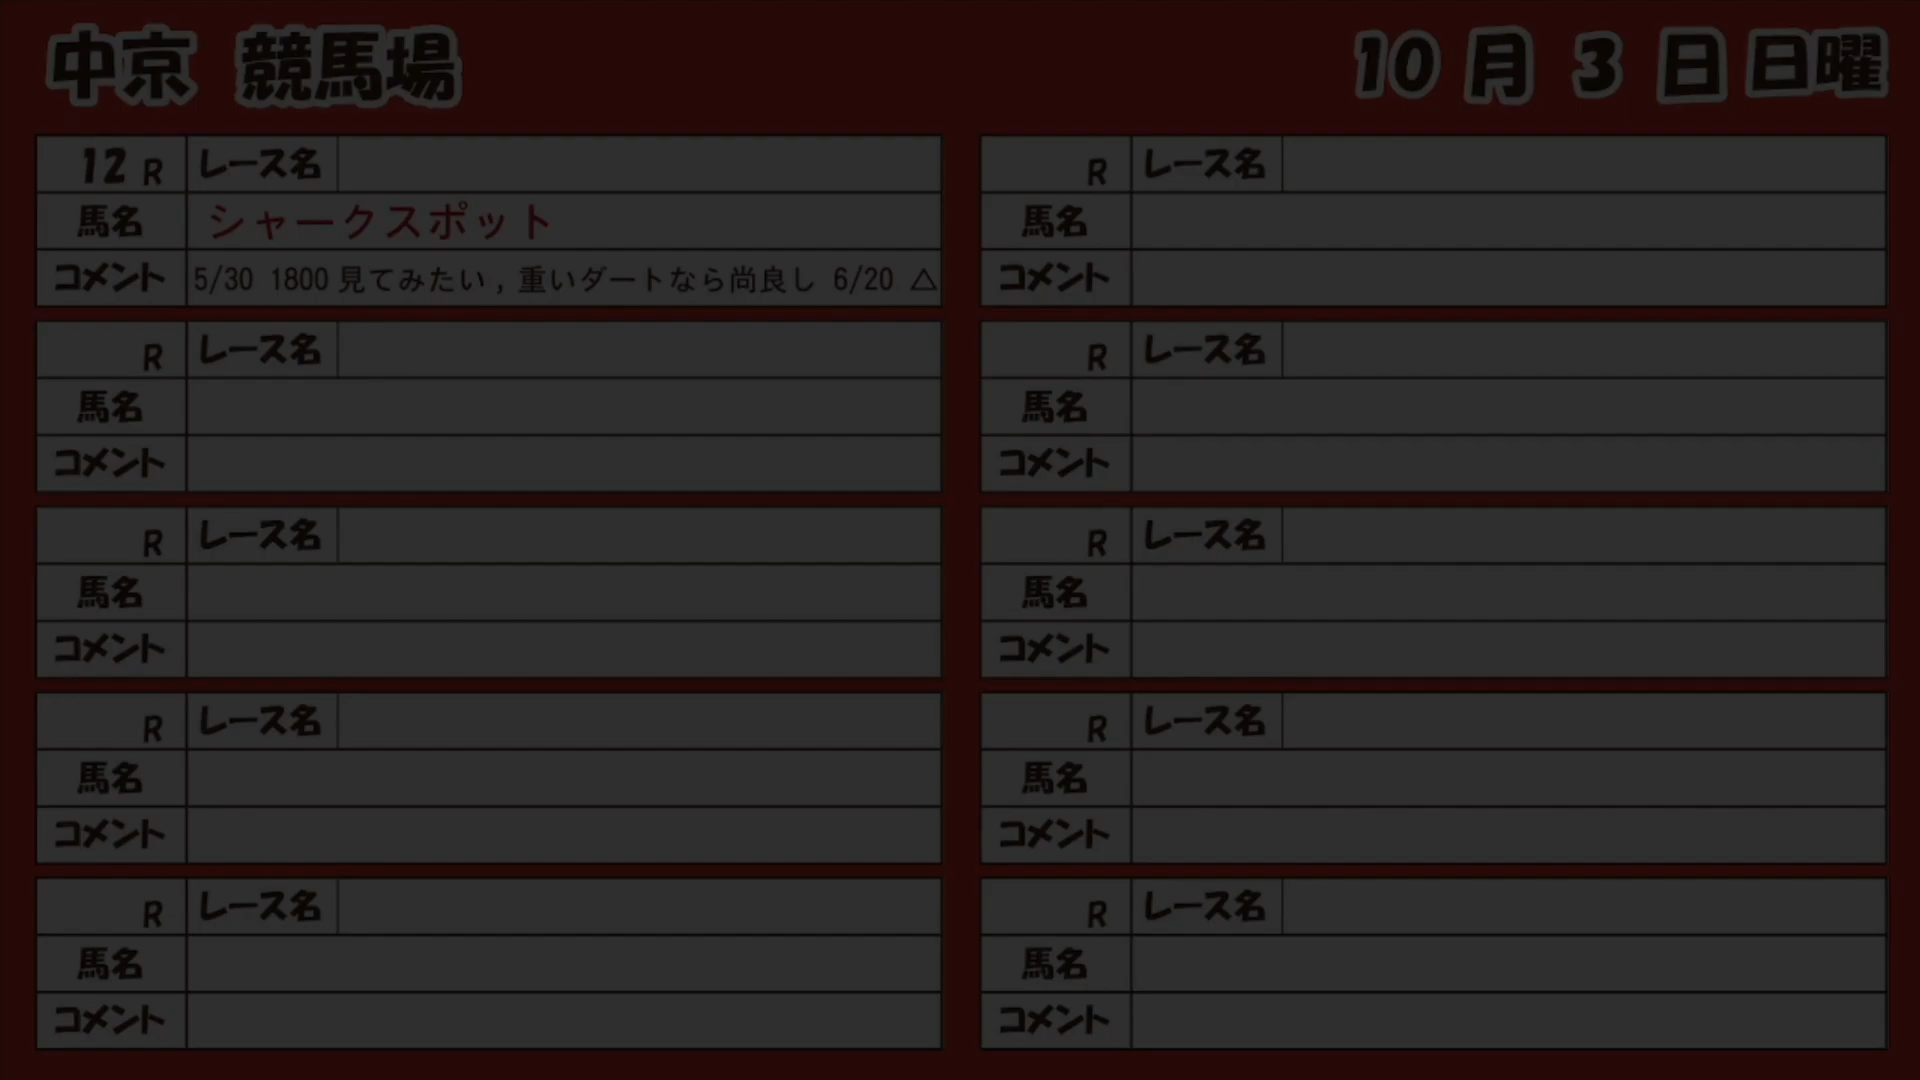 中京 競馬場
10 月 3 日 日曜
12 R レース名
馬名 シャークスポット
コメント 5/30 1800見てみたい,重いダートなら尚良し 6/20 △
R レース名
馬名
コメント
R レース名
馬名
コメント
R レース名
馬名
コメント
R レース名
馬名
コメント
R レース名
馬名
コメント
R レース名
馬名
コメント
R レース名
馬名
コメント
R レース名
馬名
コメント
R レース名
馬名
コメント